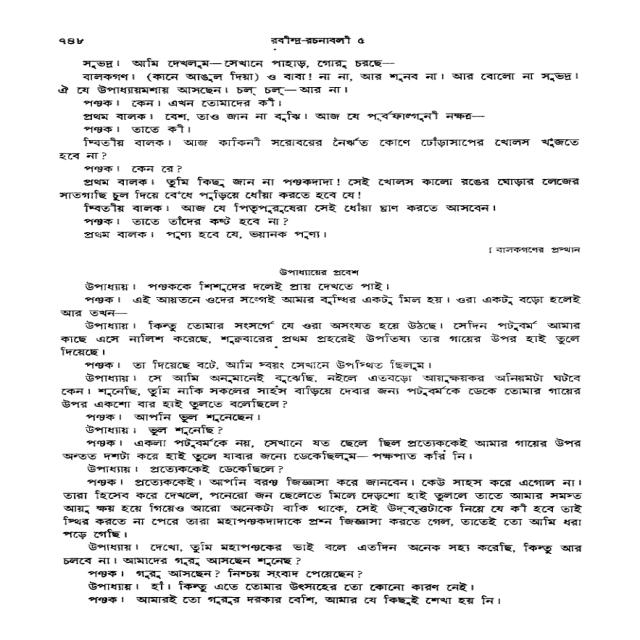 ৭৪৮ রবীন্দ্র-রচনাবলী ৫
সুভদ্র। আমি দেখলুম—সেখানে পাহাড়, গোরু চরছে—
বালকগণ। (কানে আঙুল দিয়া) ও বাবা! না না, আর শুনব না। আর বোলো না সুভদ্র!
ঐ যে উপাধ্যায়মশায় আসছেন। চল্ চল্—আর না।
পঞ্চক। কেন। এখন তোমাদের কী।
প্রথম বালক। বেশ, তাও জান না বুঝি। আজ যে পূর্বফাল্গুনী নক্ষত্র—
পঞ্চক। তাতে কী।
দ্বিতীয় বালক। আজ কাকিনী সরোবরের নৈর্ঋত কোণে ঢোঁড়াসাপের খোলস খুঁজতে
হবে না?
পঞ্চক। কেন রে?
প্রথম বালক। তুমি কিছু জান না পঞ্চকদাদা! সেই খোলস কালো রঙের ঘোড়ার লেজের
সাতগাছি চুল দিয়ে বেঁধে পুড়িয়ে ধোঁয়া করতে হবে যে!
দ্বিতীয় বালক। আজ যে পিতৃপুরুষেরা সেই ধোঁয়া ঘ্রাণ করতে আসবেন।
পঞ্চক। তাতে তাঁদের কষ্ট হবে না?
প্রথম বালক। পুণ্য হবে যে, ভয়ানক পুণ্য।
[ বালকগণের প্রস্থান
উপাধ্যায়ের প্রবেশ
উপাধ্যায়। পঞ্চককে শিশুদের দলেই প্রায় দেখতে পাই।
পঞ্চক। এই আয়তনে ওদের সঙ্গেই আমার বুদ্ধির একটু মিল হয়। ওরা একটু বড়ো হলেই
আর তখন—
উপাধ্যায়। কিন্তু তোমার সংসর্গে যে ওরা অসংযত হয়ে উঠছে। সেদিন পটুবর্ম আমার
কাছে এসে নালিশ করেছে, শুক্রবারের প্রথম প্রহরেই উপতিষ্য তার গায়ের উপর হাই তুলে
দিয়েছে।
পঞ্চক। তা দিয়েছে বটে, আমি স্বয়ং সেখানে উপস্থিত ছিলুম।
উপাধ্যায়। সে আমি অনুমানেই বুঝেছি, নইলে এতবড়ো আয়ুক্ষয়কর অনিয়মটা ঘটবে
কেন। শুনেছি, তুমি নাকি সকলের সাহস বাড়িয়ে দেবার জন্য পটুবর্মকে ডেকে তোমার গায়ের
উপর একশো বার হাই তুলতে বলেছিলে?
পঞ্চক। আপনি ভুল শুনেছেন।
উপাধ্যায়। ভুল শুনেছি?
পঞ্চক। একলা পটুবর্মকে নয়, সেখানে যত ছেলে ছিল প্রত্যেককেই আমার গায়ের উপর
অন্তত দশটা করে হাই তুলে যাবার জন্যে ডেকেছিলুম—পক্ষপাত করি নি।
উপাধ্যায়। প্রত্যেককেই ডেকেছিলে?
পঞ্চক। প্রত্যেককেই। আপনি বরঞ্চ জিজ্ঞাসা করে জানবেন। কেউ সাহস করে এগোল না।
তারা হিসেব করে দেখলে, পনেরো জন ছেলেতে মিলে দেড়শো হাই তুললে তাতে আমার সমস্ত
আয়ু ক্ষয় হয়ে গিয়েও আরো অনেকটা বাকি থাকে, সেই উদ্‌বৃত্তটাকে নিয়ে যে কী হবে তাই
স্থির করতে না পেরে তারা মহাপঞ্চকদাদাকে প্রশ্ন জিজ্ঞাসা করতে গেল, তাতেই তো আমি ধরা
পড়ে গেছি।
উপাধ্যায়। দেখো, তুমি মহাপঞ্চকের ভাই বলে এতদিন অনেক সহ্য করেছি, কিন্তু আর
চলবে না। আমাদের গুরু আসছেন শুনেছ?
পঞ্চক। গুরু আসছেন? নিশ্চয় সংবাদ পেয়েছেন?
উপাধ্যায়। হাঁ। কিন্তু এতে তোমার উৎসাহের তো কোনো কারণ নেই।
পঞ্চক। আমারই তো গুরুর দরকার বেশি, আমার যে কিছুই শেখা হয় নি।